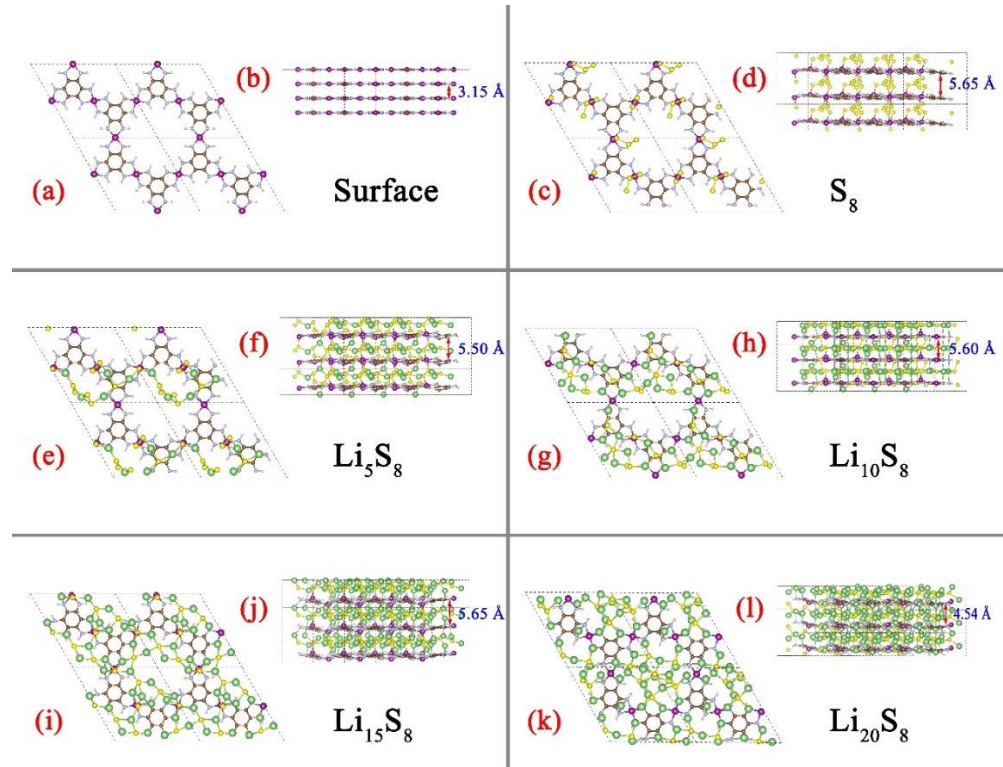 (a)
(b)
3.15 Å
Surface
(c)
(d)
5.65 Å
S₈
(e)
(f)
5.50 Å
Li₅S₈
(g)
(h)
5.60 Å
Li₁₀S₈
(i)
(j)
5.65 Å
Li₁₅S₈
(k)
(l)
4.54 Å
Li₂₀S₈